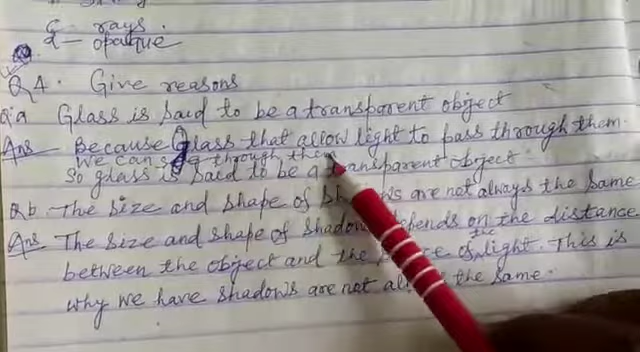 c- rays.
d- opaque
Q4. Give reasons
Q.a Glass is said to be a transparent object
Ans Because glass that allow light to pass through them.
We can through them
So glass is said to be a transparent object.
Qb. The size and shape of are not always the same
Ans The size and shape of shadow depends on the distance
between the object and the of the light. This is
why we have shadows are not the same.